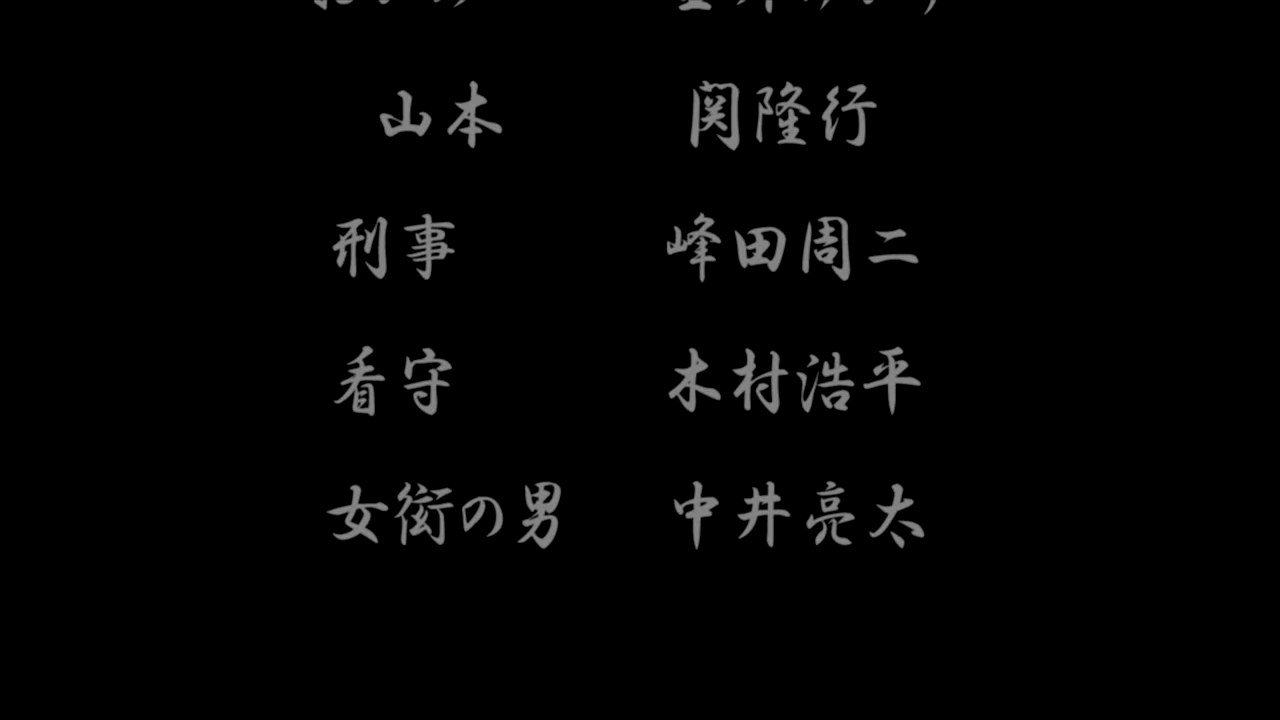 山本 関隆行
刑事 峰田周二
看守 木村浩平
女衒の男 中井亮太